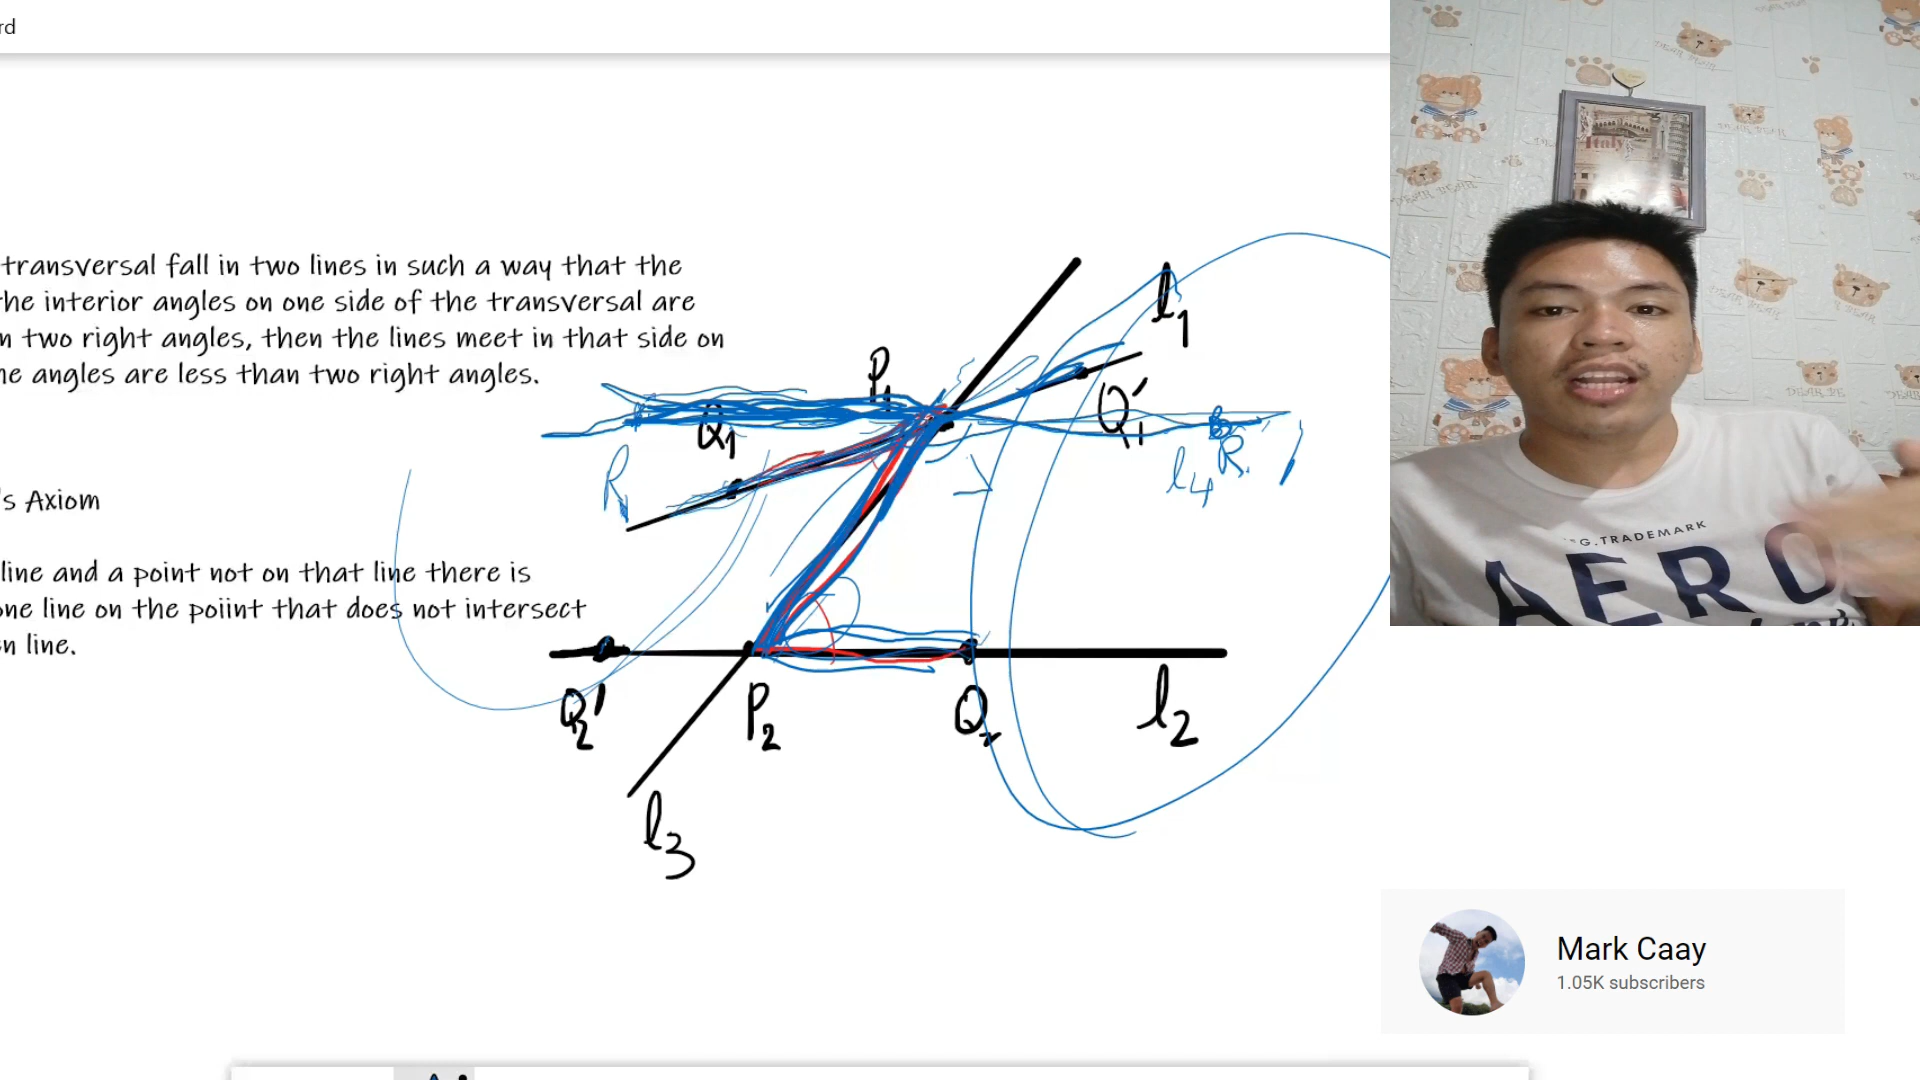 rd
transversal fall in two lines in such a way that the
he interior angles on one side of the transversal are
n two right angles, then the lines meet in that side on
he angles are less than two right angles.
's Axiom
line and a point not on that line there is
one line on the poiint that does not intersect
n line.
l1
P1
Q1
Q1'
R1
l4
R1'
Q2'
P2
Q2
l2
l3
Italy
G.TRADEMARK
AERO
Mark Caay
1.05K subscribers